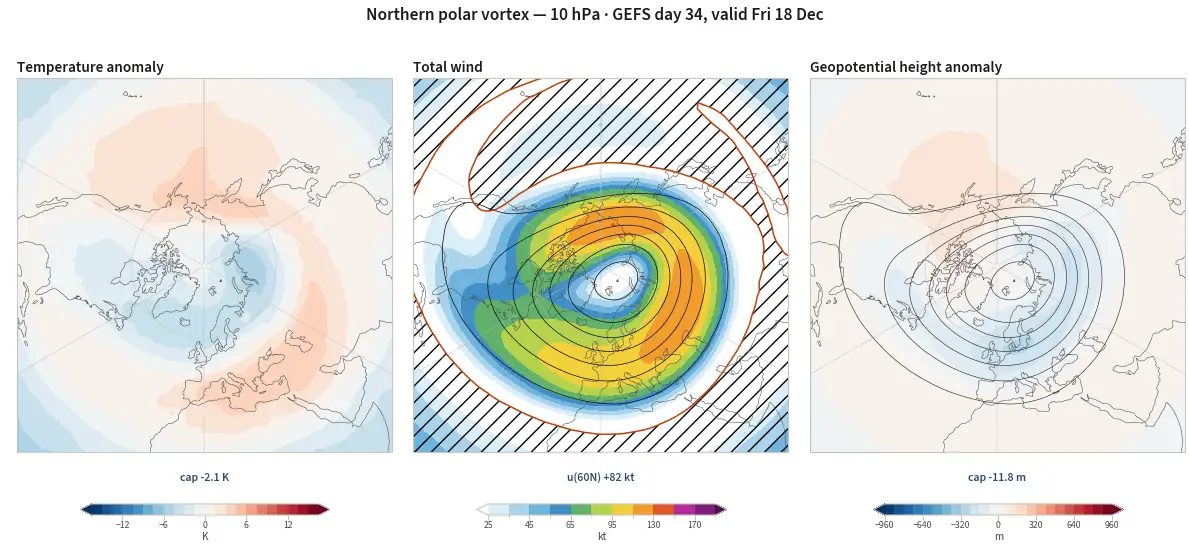 Northern polar vortex — 10 hPa · GEFS day 34, valid Fri 18 Dec
Temperature anomaly
Total wind
Geopotential height anomaly
cap -2.1 K
u(60N) +82 kt
cap -11.8 m
−12 −6 0 6 12
K
25 45 65 95 130 170
kt
−960 −640 −320 0 320 640 960
m